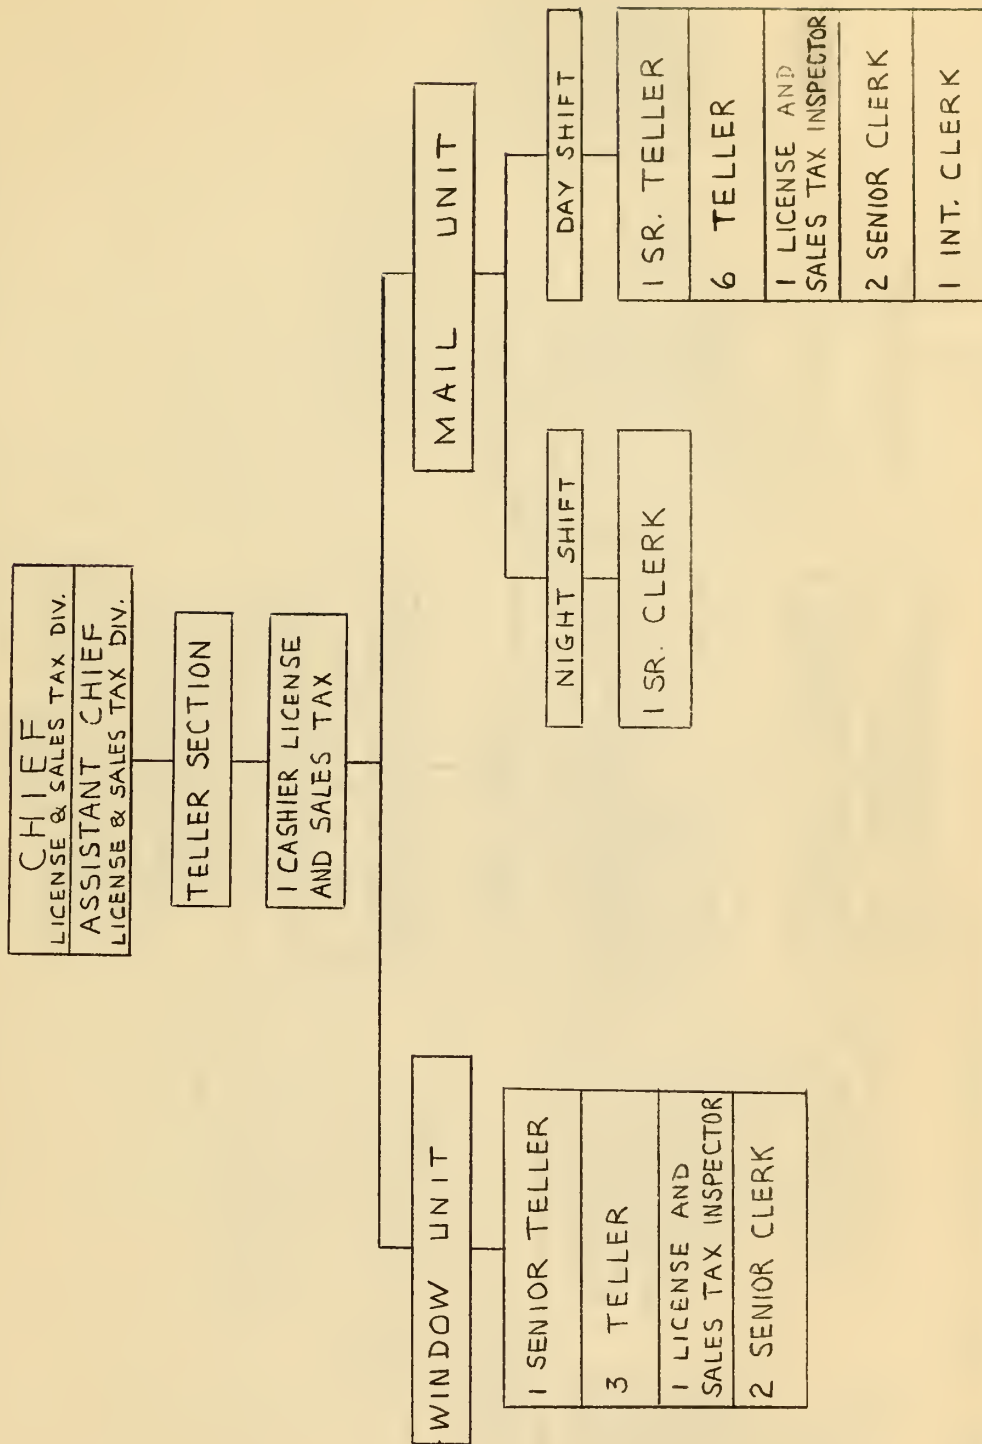 CHIEF
LICENSE & SALES TAX DIV.
ASSISTANT CHIEF
LICENSE & SALES TAX DIV.
TELLER SECTION
1 CASHIER LICENSE
AND SALES TAX
WINDOW UNIT
1 SENIOR TELLER
3 TELLER
1 LICENSE AND
SALES TAX INSPECTOR
2 SENIOR CLERK
MAIL UNIT
NIGHT SHIFT
1 SR. CLERK
DAY SHIFT
1 SR. TELLER
6 TELLER
1 LICENSE AND
SALES TAX INSPECTOR
2 SENIOR CLERK
1 INT. CLERK